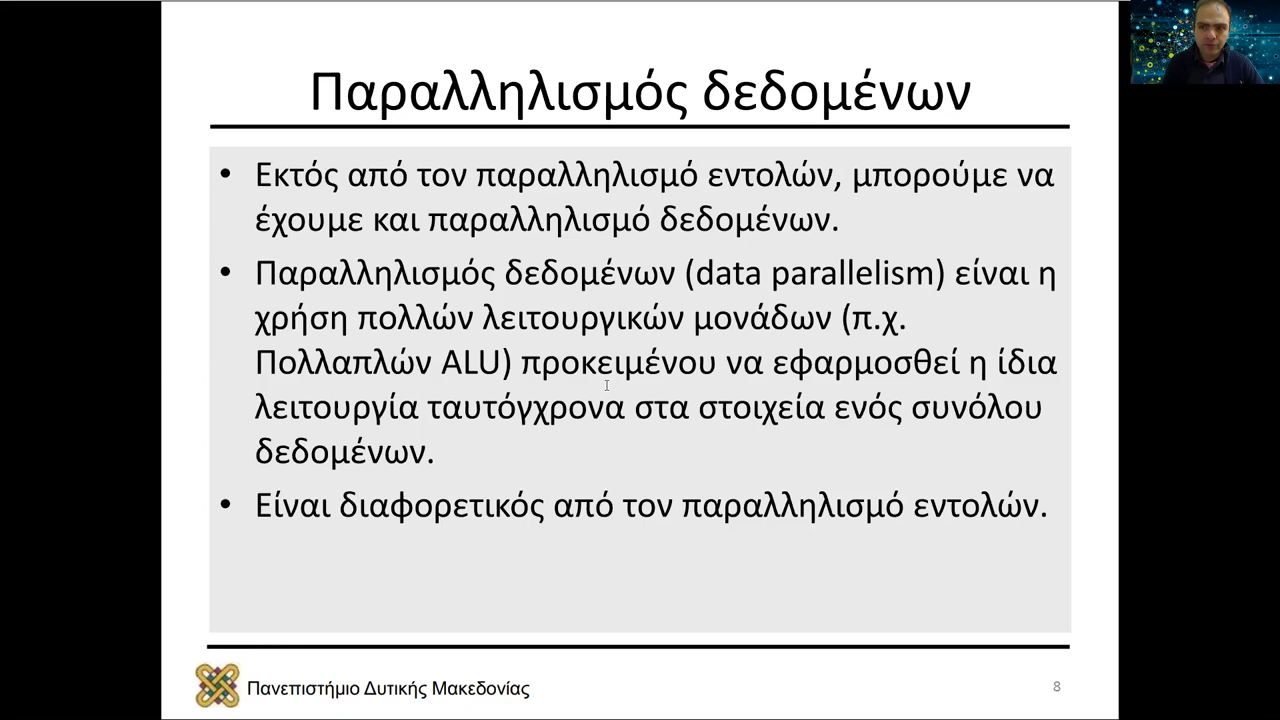 Παραλληλισμός δεδομένων
• Εκτός από τον παραλληλισμό εντολών, μπορούμε να
έχουμε και παραλληλισμό δεδομένων.
• Παραλληλισμός δεδομένων (data parallelism) είναι η
χρήση πολλών λειτουργικών μονάδων (π.χ.
Πολλαπλών ALU) προκειμένου να εφαρμοσθεί η ίδια
λειτουργία ταυτόγχρονα στα στοιχεία ενός συνόλου
δεδομένων.
• Είναι διαφορετικός από τον παραλληλισμό εντολών.
Πανεπιστήμιο Δυτικής Μακεδονίας
8